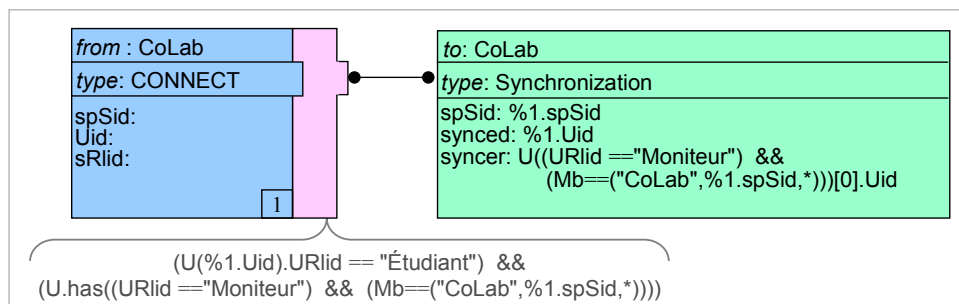 from : CoLab
type: CONNECT
spSid:
Uid:
sRlid:
1
to: CoLab
type: Synchronization
spSid: %1.spSid
synced: %1.Uid
syncer: U((URlid =="Moniteur") &&
(Mb==("CoLab",%1.spSid,*)))[0].Uid
(U(%1.Uid).URlid == "Étudiant") &&
(U.has((URlid =="Moniteur") && (Mb==("CoLab",%1.spSid,*))))